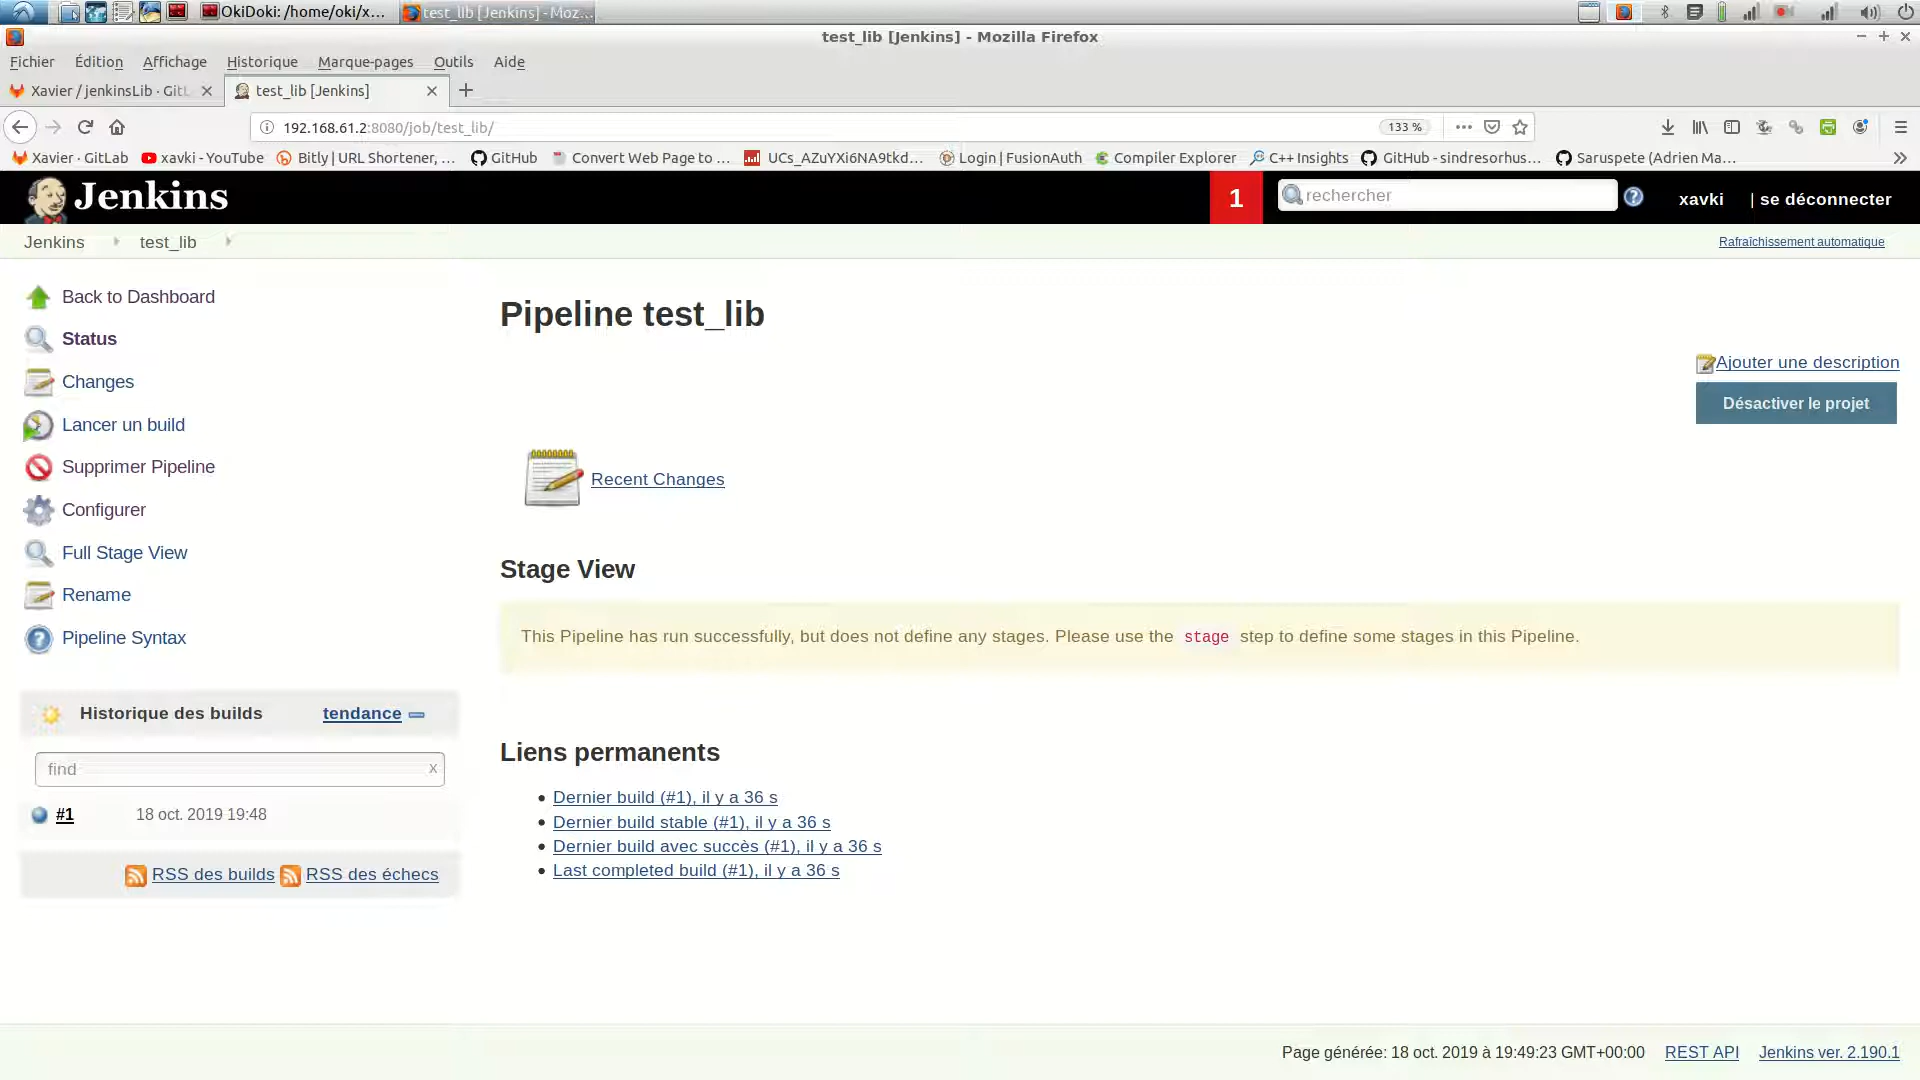 OkiDoki: /home/oki/x...
test_lib [Jenkins] - Moz...
test_lib [Jenkins] - Mozilla Firefox
Fichier Édition Affichage Historique Marque-pages Outils Aide
Xavier / jenkinsLib · GitL
test_lib [Jenkins]
192.168.61.2:8080/job/test_lib/
133 %
Xavier · GitLab
xavki - YouTube
Bitly | URL Shortener, ...
GitHub
Convert Web Page to ...
UCs_AZuYXi6NA9tkd...
Login | FusionAuth
Compiler Explorer
C++ Insights
GitHub - sindresorhus...
Saruspete (Adrien Ma...
Jenkins
1
rechercher
xavki
| se déconnecter
Jenkins
test_lib
Rafraîchissement automatique
Back to Dashboard
Status
Changes
Lancer un build
Supprimer Pipeline
Configurer
Full Stage View
Rename
Pipeline Syntax
Historique des builds
tendance
find
x
#1
18 oct. 2019 19:48
RSS des builds
RSS des échecs
Pipeline test_lib
Ajouter une description
Désactiver le projet
Recent Changes
Stage View
This Pipeline has run successfully, but does not define any stages. Please use the stage step to define some stages in this Pipeline.
Liens permanents
Dernier build (#1), il y a 36 s
Dernier build stable (#1), il y a 36 s
Dernier build avec succès (#1), il y a 36 s
Last completed build (#1), il y a 36 s
Page générée: 18 oct. 2019 à 19:49:23 GMT+00:00
REST API
Jenkins ver. 2.190.1